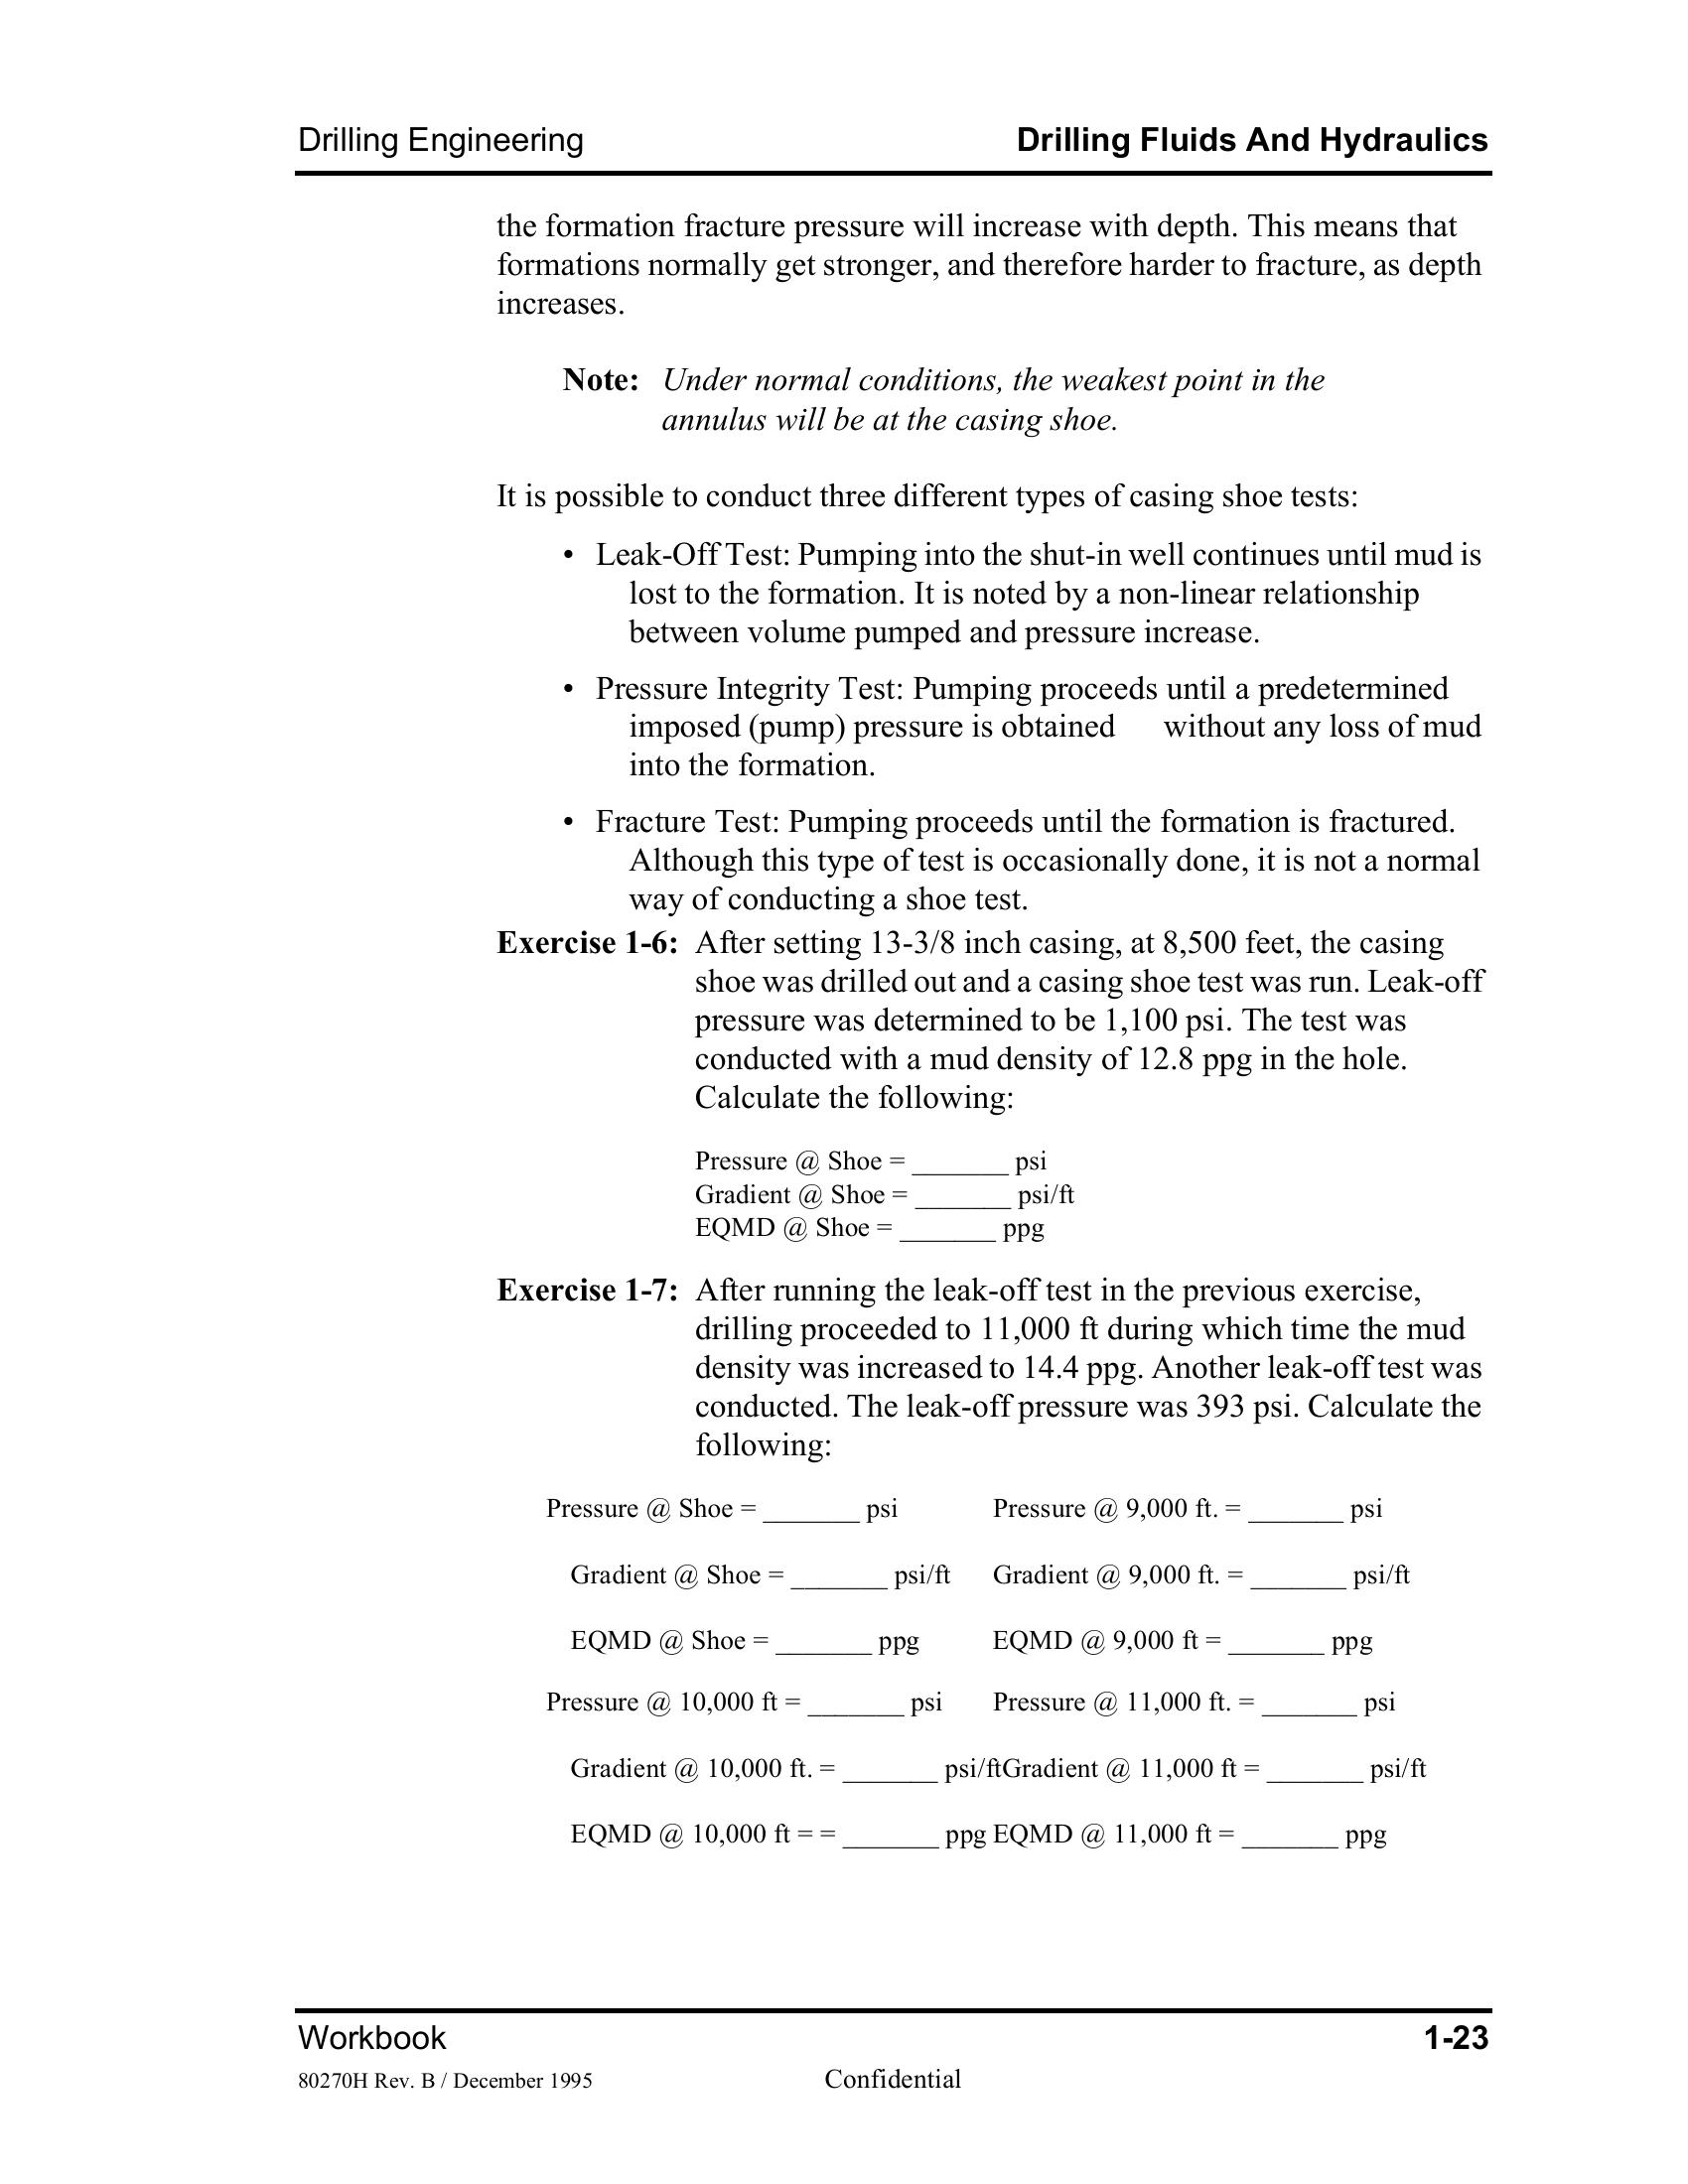 Drilling Engineering Drilling Fluids And Hydraulics
the formation fracture pressure will increase with depth. This means that
formations normally get stronger, and therefore harder to fracture, as depth
increases.
Note: Under normal conditions, the weakest point in the
annulus will be at the casing shoe.
It is possible to conduct three different types of casing shoe tests:
• Leak-Off Test: Pumping into the shut-in well continues until mud is
lost to the formation. It is noted by a non-linear relationship
between volume pumped and pressure increase.
• Pressure Integrity Test: Pumping proceeds until a predetermined
imposed (pump) pressure is obtained without any loss of mud
into the formation.
• Fracture Test: Pumping proceeds until the formation is fractured.
Although this type of test is occasionally done, it is not a normal
way of conducting a shoe test.
Exercise 1-6: After setting 13-3/8 inch casing, at 8,500 feet, the casing
shoe was drilled out and a casing shoe test was run. Leak-off
pressure was determined to be 1,100 psi. The test was
conducted with a mud density of 12.8 ppg in the hole.
Calculate the following:
Pressure @ Shoe = _______ psi
Gradient @ Shoe = _______ psi/ft
EQMD @ Shoe = _______ ppg
Exercise 1-7: After running the leak-off test in the previous exercise,
drilling proceeded to 11,000 ft during which time the mud
density was increased to 14.4 ppg. Another leak-off test was
conducted. The leak-off pressure was 393 psi. Calculate the
following:
Pressure @ Shoe = _______ psi Pressure @ 9,000 ft. = _______ psi
Gradient @ Shoe = _______ psi/ft Gradient @ 9,000 ft. = _______ psi/ft
EQMD @ Shoe = _______ ppg EQMD @ 9,000 ft = _______ ppg
Pressure @ 10,000 ft = _______ psi Pressure @ 11,000 ft. = _______ psi
Gradient @ 10,000 ft. = _______ psi/ftGradient @ 11,000 ft = _______ psi/ft
EQMD @ 10,000 ft = = _______ ppg EQMD @ 11,000 ft = _______ ppg
Workbook 1-23
80270H Rev. B / December 1995 Confidential